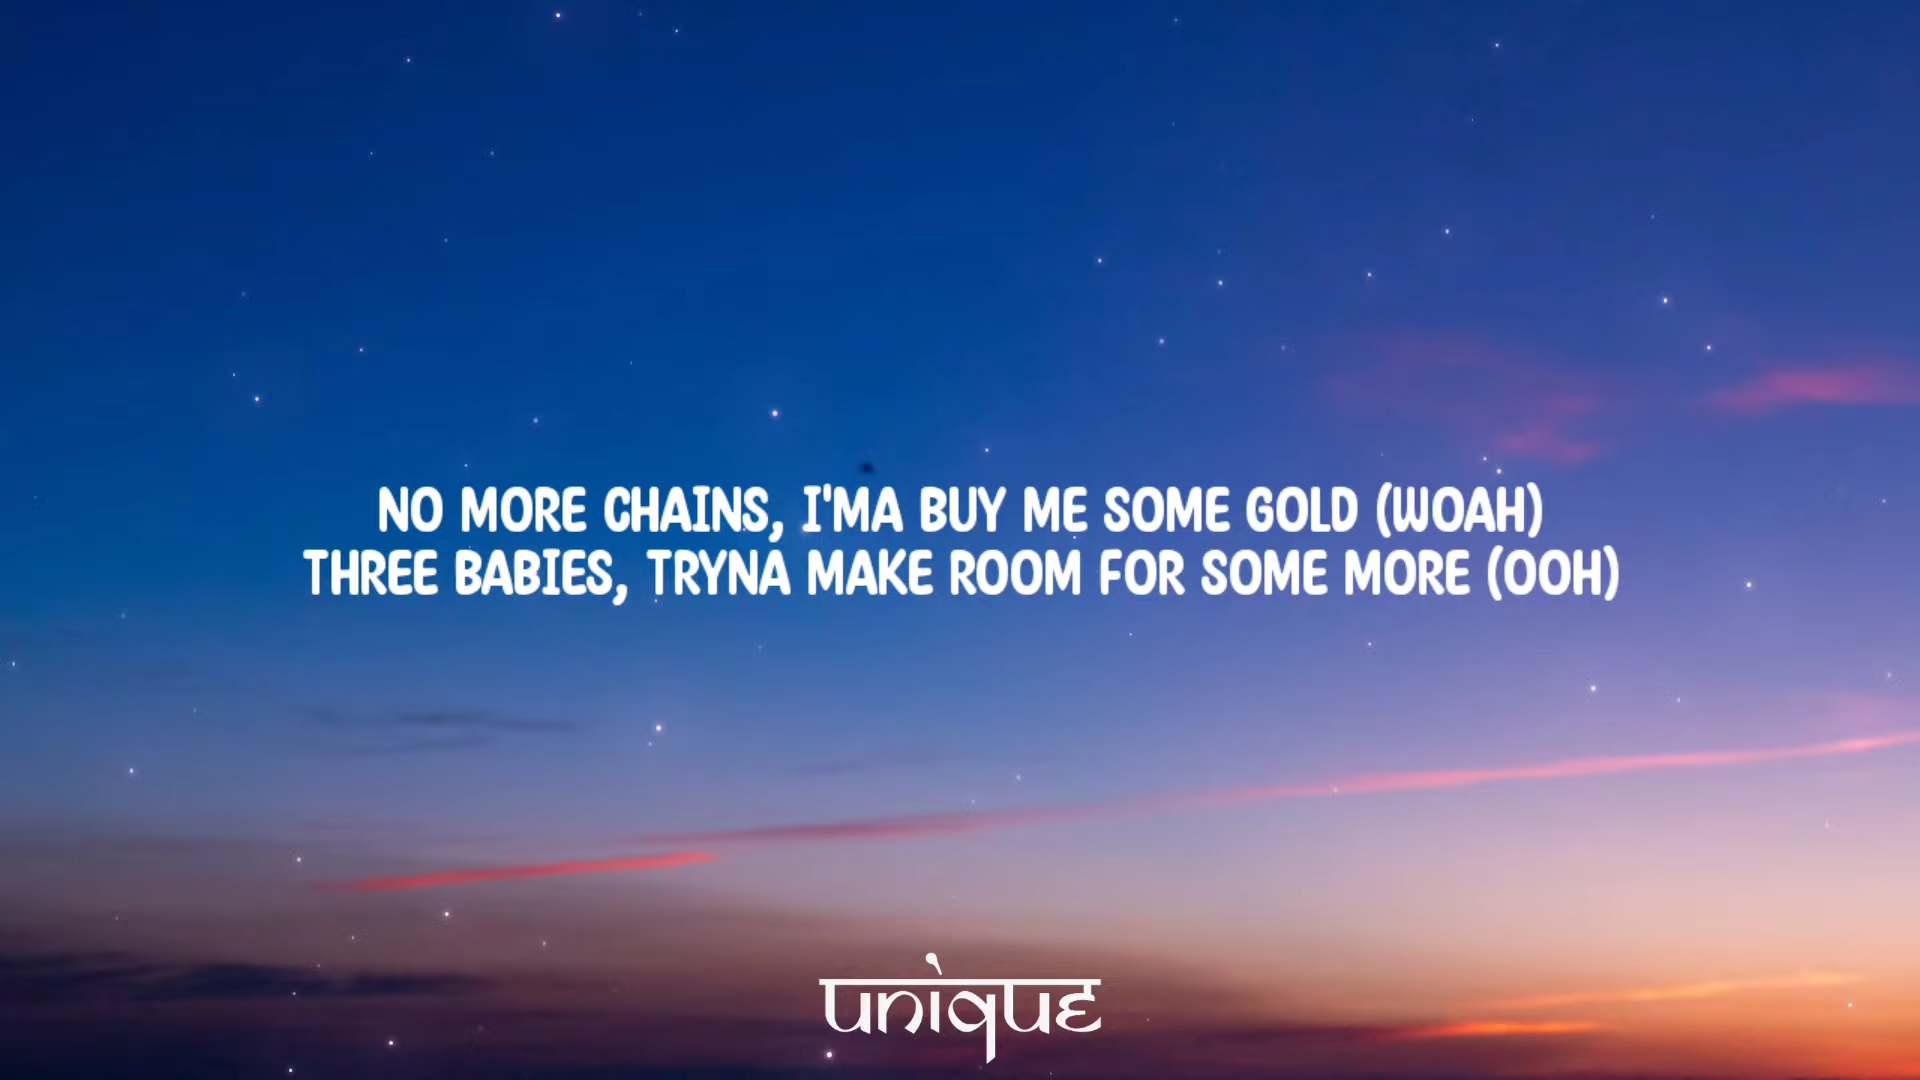 NO MORE CHAINS, I'MA BUY ME SOME GOLD (WOAH)
THREE BABIES, TRYNA MAKE ROOM FOR SOME MORE (OOH)
unique